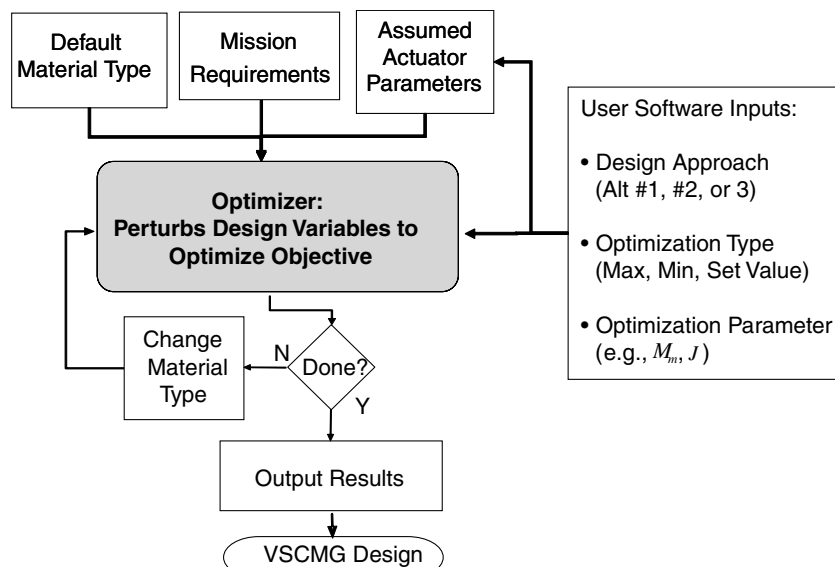 Default
Material Type
Mission
Requirements
Assumed
Actuator
Parameters
User Software Inputs:
• Design Approach
(Alt #1, #2, or 3)
• Optimization Type
(Max, Min, Set Value)
• Optimization Parameter
(e.g., Mm, J)
Optimizer:
Perturbs Design Variables to
Optimize Objective
Change
Material
Type
N
Done?
Y
Output Results
VSCMG Design